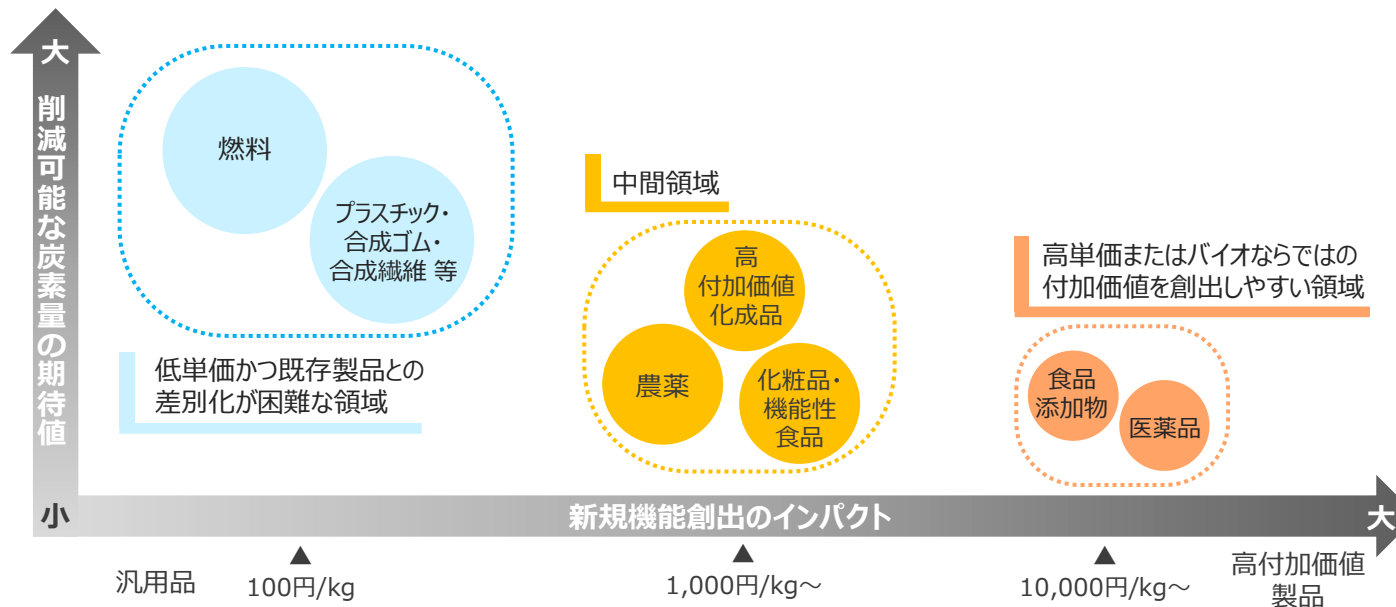 大
削減可能な炭素量の期待値
小
燃料
プラスチック・
合成ゴム・
合成繊維 等
低単価かつ既存製品との
差別化が困難な領域
中間領域
高
付加価値
化成品
農薬
化粧品・
機能性
食品
高単価またはバイオならではの
付加価値を創出しやすい領域
食品
添加物
医薬品
新規機能創出のインパクト
大
汎用品
▲
100円/kg
▲
1,000円/kg～
▲
10,000円/kg～
高付加価値
製品